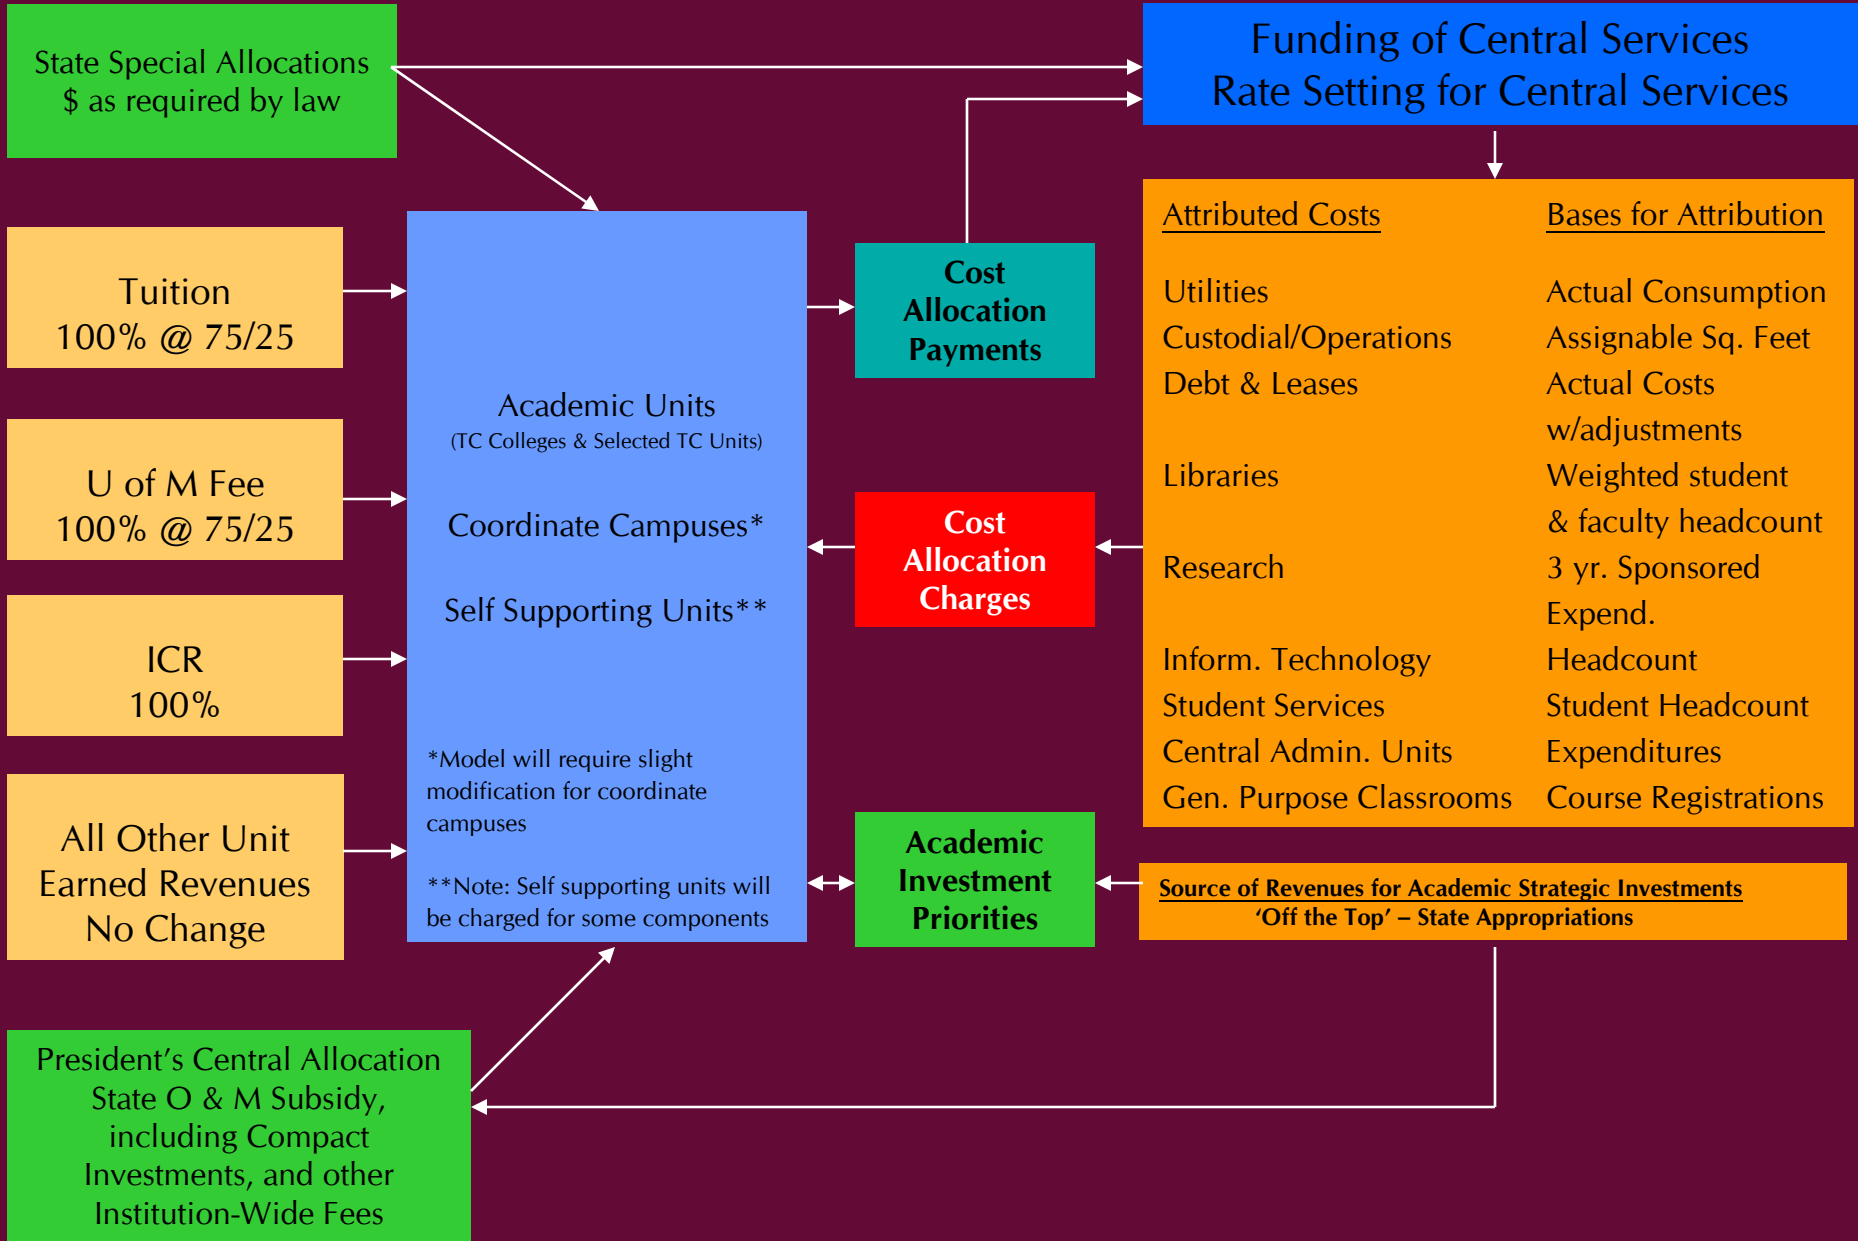 State Special Allocations
$ as required by law
Funding of Central Services
Rate Setting for Central Services
Tuition
100% @ 75/25
U of M Fee
100% @ 75/25
ICR
100%
All Other Unit
Earned Revenues
No Change
President’s Central Allocation
State O & M Subsidy,
including Compact
Investments, and other
Institution-Wide Fees
Academic Units
(TC Colleges & Selected TC Units)
Coordinate Campuses*
Self Supporting Units**
*Model will require slight
modification for coordinate
campuses
**Note: Self supporting units will
be charged for some components
Cost
Allocation
Payments
Cost
Allocation
Charges
Academic
Investment
Priorities
Attributed Costs Bases for Attribution
Utilities Actual Consumption
Custodial/Operations Assignable Sq. Feet
Debt & Leases Actual Costs
w/adjustments
Libraries Weighted student
& faculty headcount
Research 3 yr. Sponsored
Expend.
Inform. Technology Headcount
Student Services Student Headcount
Central Admin. Units Expenditures
Gen. Purpose Classrooms Course Registrations
Source of Revenues for Academic Strategic Investments
‘Off the Top’ – State Appropriations